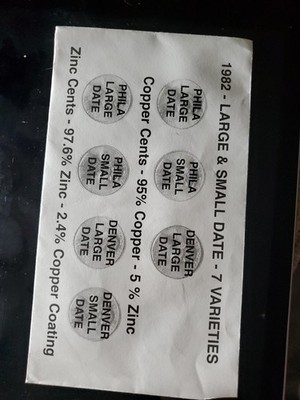 1982 - LARGE & SMALL DATE - 7 VARIETIES
PHILA
LARGE
DATE
PHILA
SMALL
DATE
DENVER
LARGE
DATE
Copper Cents - 95% Copper - 5 % Zinc
PHILA
LARGE
DATE
PHILA
SMALL
DATE
DENVER
LARGE
DATE
DENVER
SMALL
DATE
Zinc Cents - 97.6% Zinc - 2.4% Copper Coating